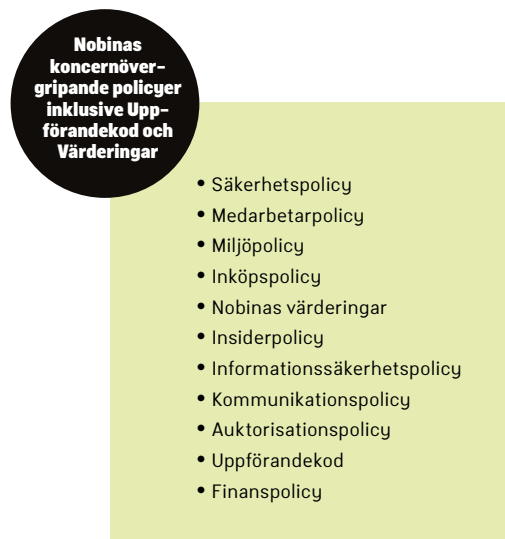 Nobinas
koncernöver-
gripande policyer
inklusive Upp-
förandekod och
Värderingar
• Säkerhetspolicy
• Medarbetarpolicy
• Miljöpolicy
• Inköpspolicy
• Nobinas värderingar
• Insiderpolicy
• Informationssäkerhetspolicy
• Kommunikationspolicy
• Auktorisationspolicy
• Uppförandekod
• Finanspolicy